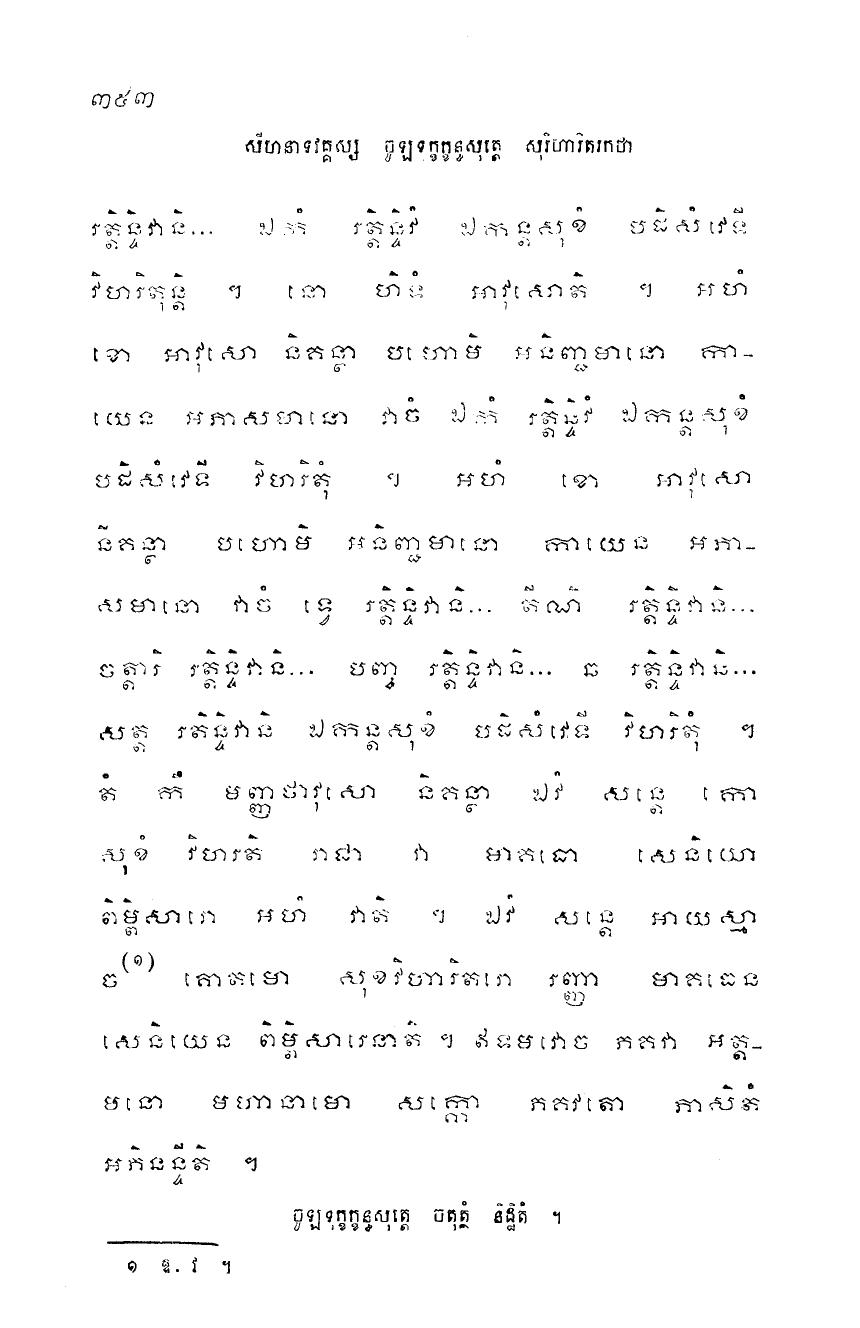 ៣៥៣
សីហនាទវគ្គស្ស ចូឡទុក្ខក្ខន្ធសុត្តេ សុវិហារិតរកថា
រត្តិន្ទិវានិ... ឯកំ រត្តិន្ទិវំ ឯកន្តសុខំ បដិសំវេទី
វិហរិតុន្តិ ។ នោ ហិទំ អាវុសោតិ ។ អហំ
ខោ អាវុសោ និគន្ឋា បហោមិ អនិញ្ជមានោ កា-
យេន អភាសមានោ វាចំ ឯកំ រត្តិន្ទិវំ ឯកន្តសុខំ
បដិសំវេទី វិហរិតុំ ។ អហំ ខោ អាវុសោ
និគន្ឋា បហោមិ អនិញ្ជមានោ កាយេន អភា-
សមានោ វាចំ ទ្វេ រត្តិន្ទិវានិ... តីណិ រត្តិន្ទិវានិ...
ចត្តារិ រត្តិន្ទិវានិ... បញ្ច រត្តិន្ទិវានិ... ឆ រត្តិន្ទិវានិ...
សត្ត រតិន្ទិវានិ ឯកន្តសុខំ បដិសំវេទី វិហរិតុំ ។
តំ កឹ មញ្ញថាវុសោ និគន្ឋា ឯវំ សន្តេ កោ
សុខំ វិហរតិ រាជា វា មាគធោ សេនិយោ
ពិម្ពិសារោ អហំ វាតិ ។ ឯវំ សន្តេ អាយស្មា
ច(១) គោតមោ សុខវិហារិតរោ រញ្ញា មាគធេន
សេនិយេន ពិម្ពិសារេនាតិ ។ ឥទមវោច ភគវា អត្ត-
មនោ មហានាមោ សក្កោ ភគវតោ ភាសិតំ
អភិនន្ទីតិ ។
ចូឡទុក្ខក្ខន្ធសុត្តំ ចតុត្ថំ និដ្ឋិតំ ។
១ ឱ. វ ។